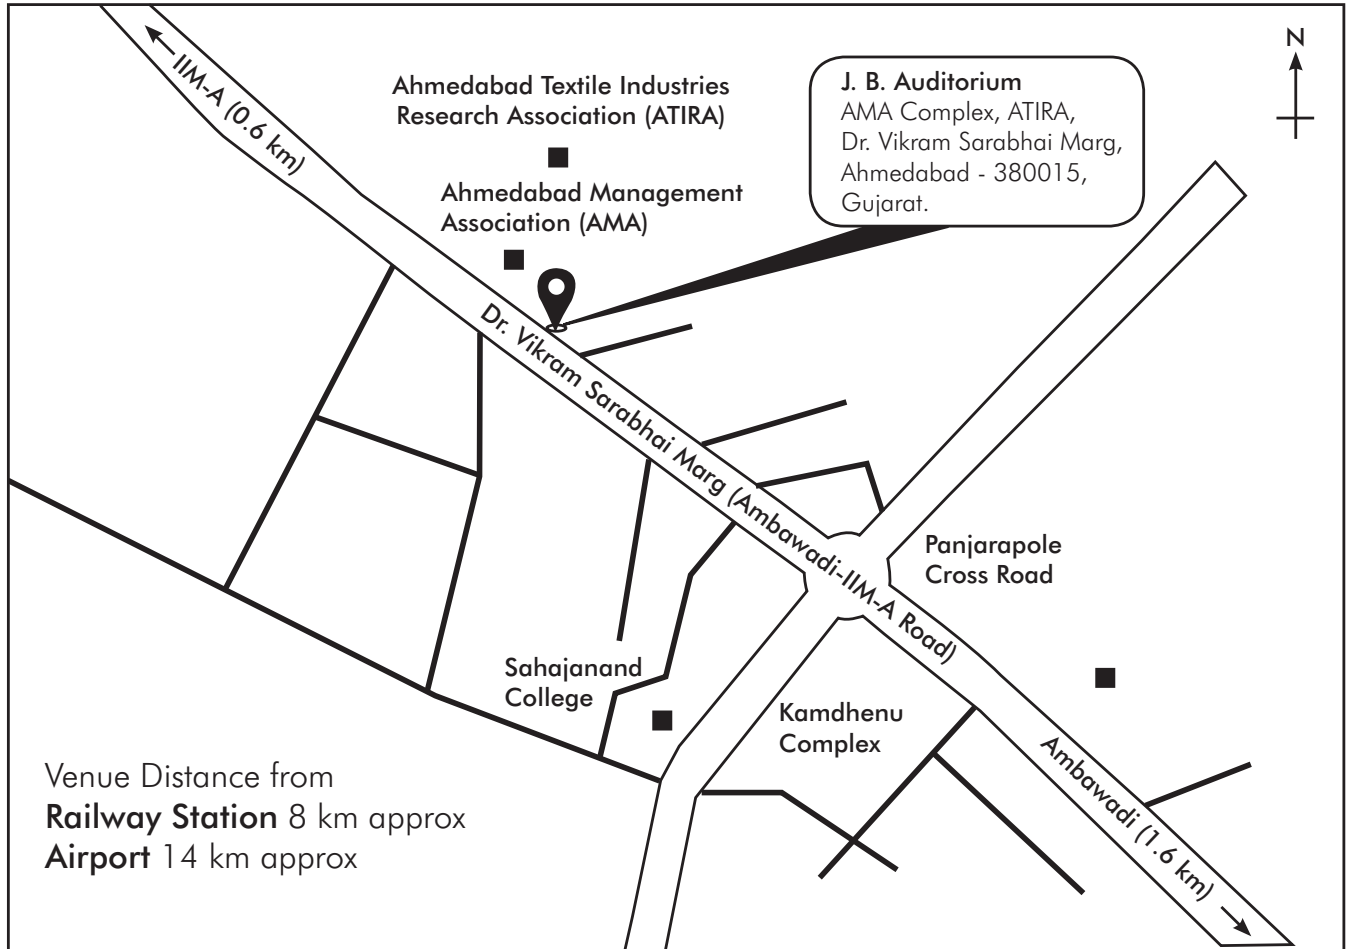 N
IIM-A (0.6 km)
Ahmedabad Textile Industries
Research Association (ATIRA)
J. B. Auditorium
AMA Complex, ATIRA,
Dr. Vikram Sarabhai Marg,
Ahmedabad - 380015,
Gujarat.
Ahmedabad Management
Association (AMA)
Dr. Vikram Sarabhai Marg (Ambawadi-IIM-A Road)
Panjarapole
Cross Road
Sahajanand
College
Kamdhenu
Complex
Ambawadi (1.6 km)
Venue Distance from
Railway Station 8 km approx
Airport 14 km approx